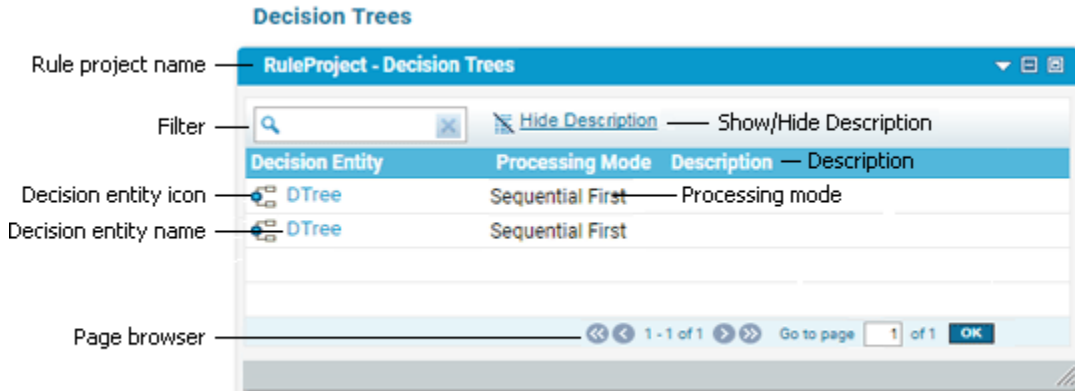 Decision Trees
Rule project name
RuleProject - Decision Trees
Filter
Hide Description
Show/Hide Description
Decision Entity Processing Mode Description
Description
Decision entity icon
DTree Sequential First
Processing mode
Decision entity name
DTree Sequential First
Page browser
1 - 1 of 1 Go to page 1 of 1 OK